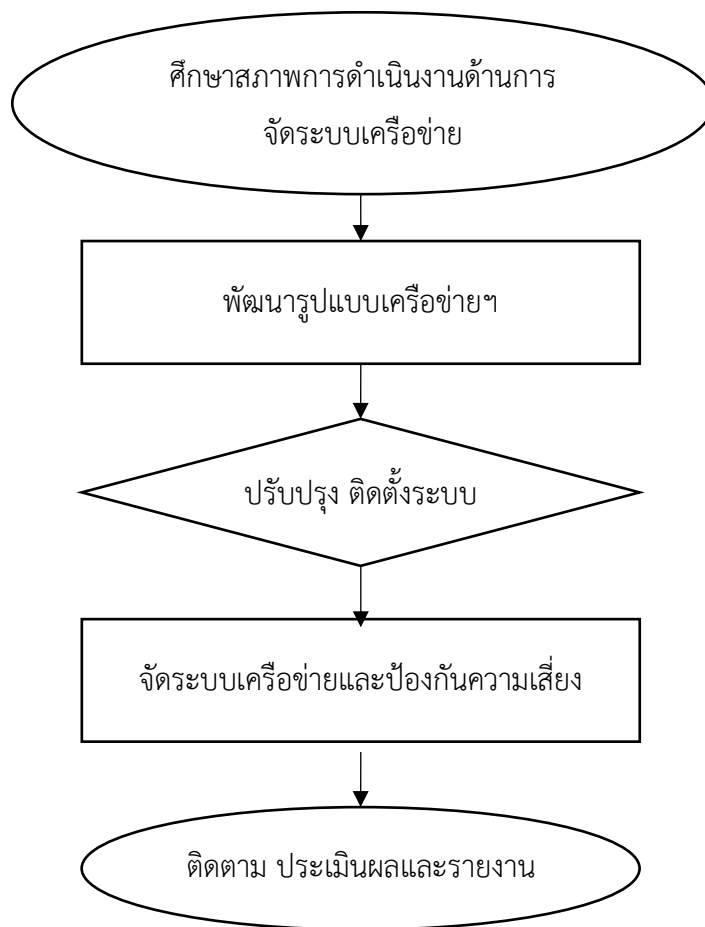 ศึกษาสภาพการดำเนินงานด้านการ
จัดระบบเครือข่าย
พัฒนารูปแบบเครือข่ายฯ
ปรับปรุง ติดตั้งระบบ
จัดระบบเครือข่ายและป้องกันความเสี่ยง
ติดตาม ประเมินผลและรายงาน